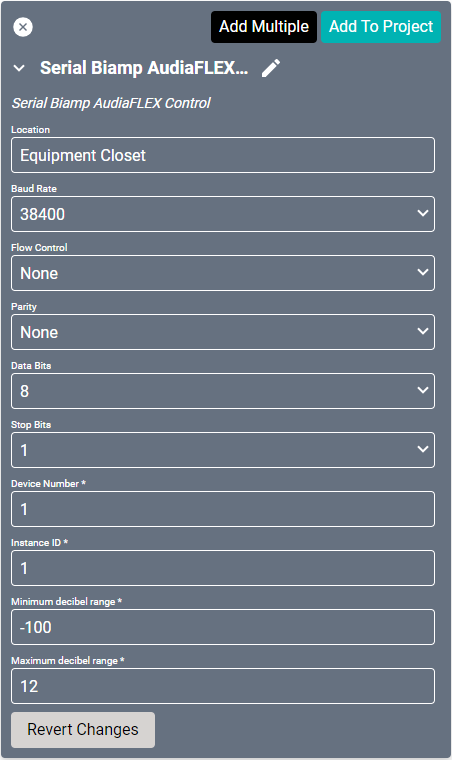 Add Multiple
Add To Project
Serial Biamp AudiaFLEX...
Serial Biamp AudiaFLEX Control
Location
Equipment Closet
Baud Rate
38400
Flow Control
None
Parity
None
Data Bits
8
Stop Bits
1
Device Number *
1
Instance ID *
1
Minimum decibel range *
-100
Maximum decibel range *
12
Revert Changes